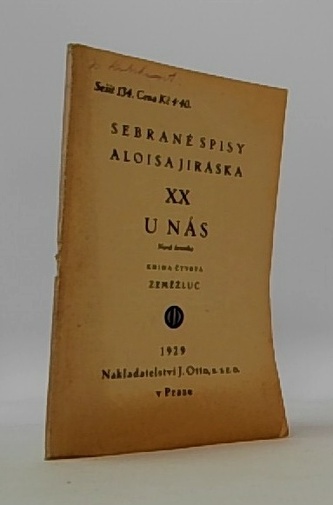 Sešit 134. Cena Kč 4·40.
SEBRANÉ SPISY
ALOISA JIRÁSKA
XX
U NÁS
Nová kronika
KNIHA ČTVRTÁ
ZEMĚŽLUČ
1929
Nakladatelství J. Otto, s. s r. o.
v Praze